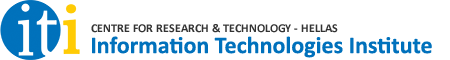 iti
CENTRE FOR RESEARCH & TECHNOLOGY - HELLAS
Information Technologies Institute